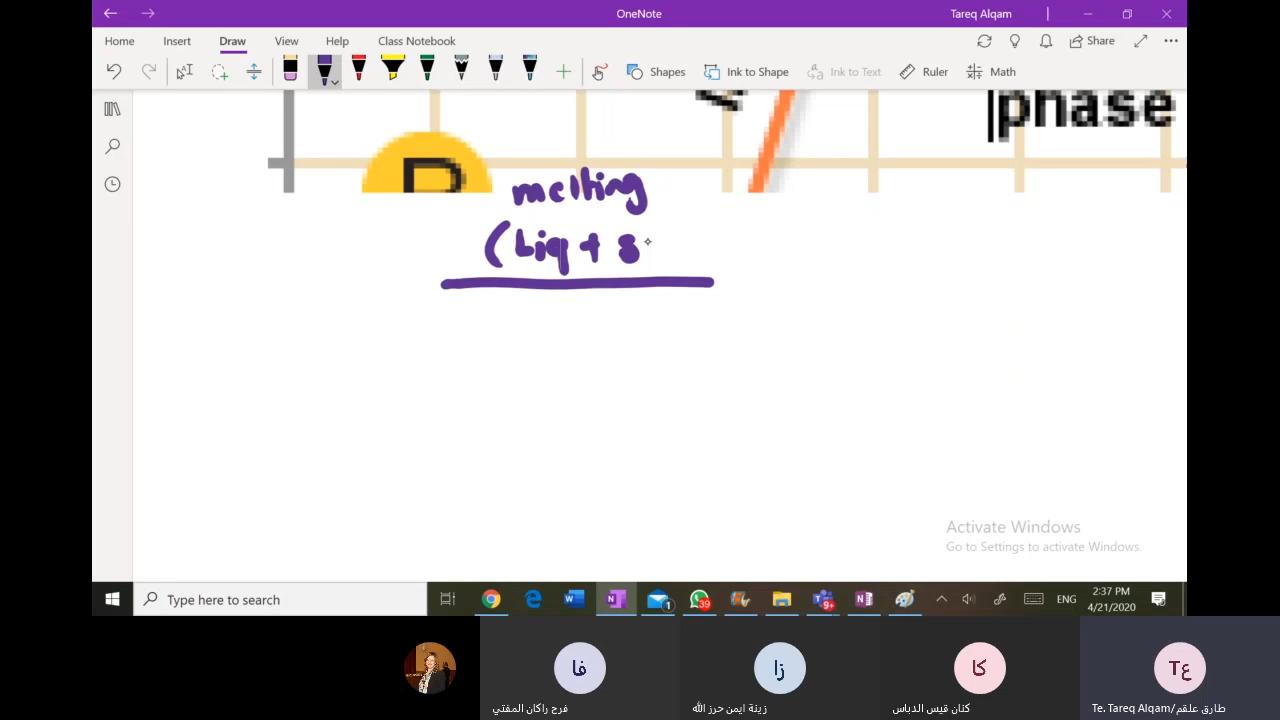 OneNote
Tareq Alqam
Home Insert Draw View Help Class Notebook
Share
Shapes Ink to Shape Ink to Text Ruler Math
phase
B
melting
(Liq + s
Activate Windows
Go to Settings to activate Windows.
Type here to search
1 39 9+ ENG 2:37 PM
4/21/2020
فا زا كا Tع
فرح راكان المفتي زينة ايمن حرز الله كنان قيس الدباس Te. Tareq Alqam/طارق علقم